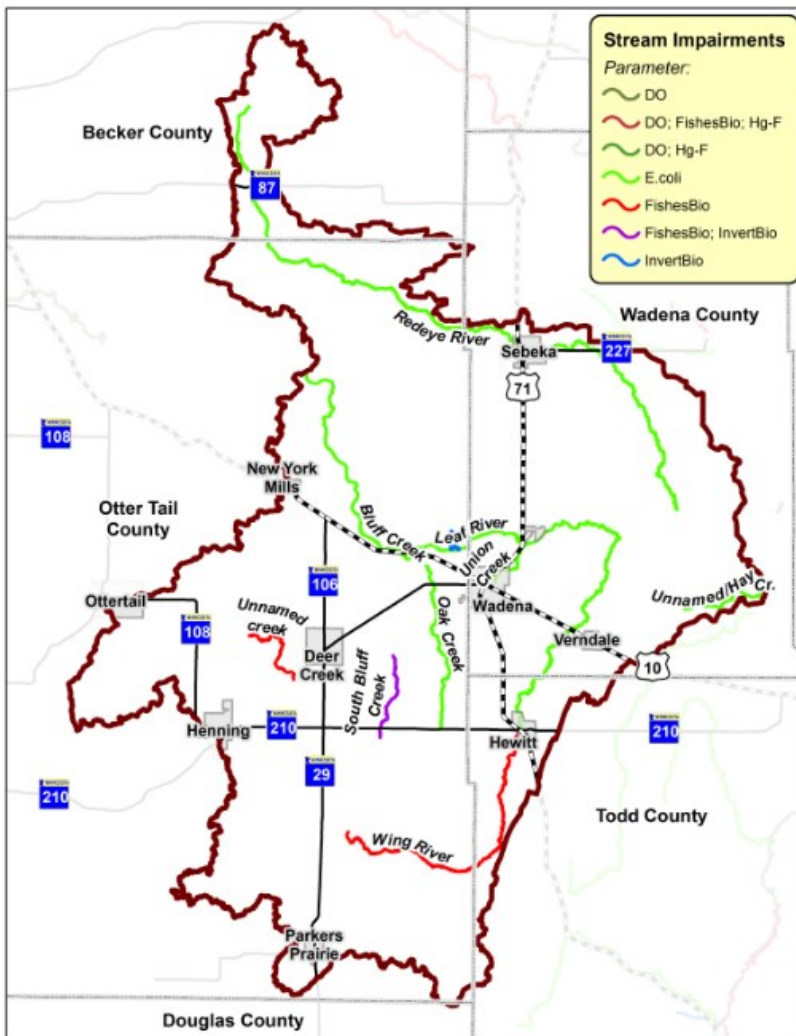 Stream Impairments
Parameter:
DO
DO; FishesBio; Hg-F
DO; Hg-F
E.coli
FishesBio
FishesBio; InvertBio
InvertBio
Becker County
87
Redeye River
Wadena County
Sebeka
227
71
108
New York
Mills
Otter Tail
County
Bluff Creek
Leaf River
Union
Creek
106
Wadena
Unnamed/Hay Cr.
Ottertail
108
Unnamed
creek
Deer
Creek
Oak Creek
Verndale
10
South Bluff
Creek
Henning
210
Hewitt
210
29
210
Todd County
Wing River
Parkers
Prairie
Douglas County